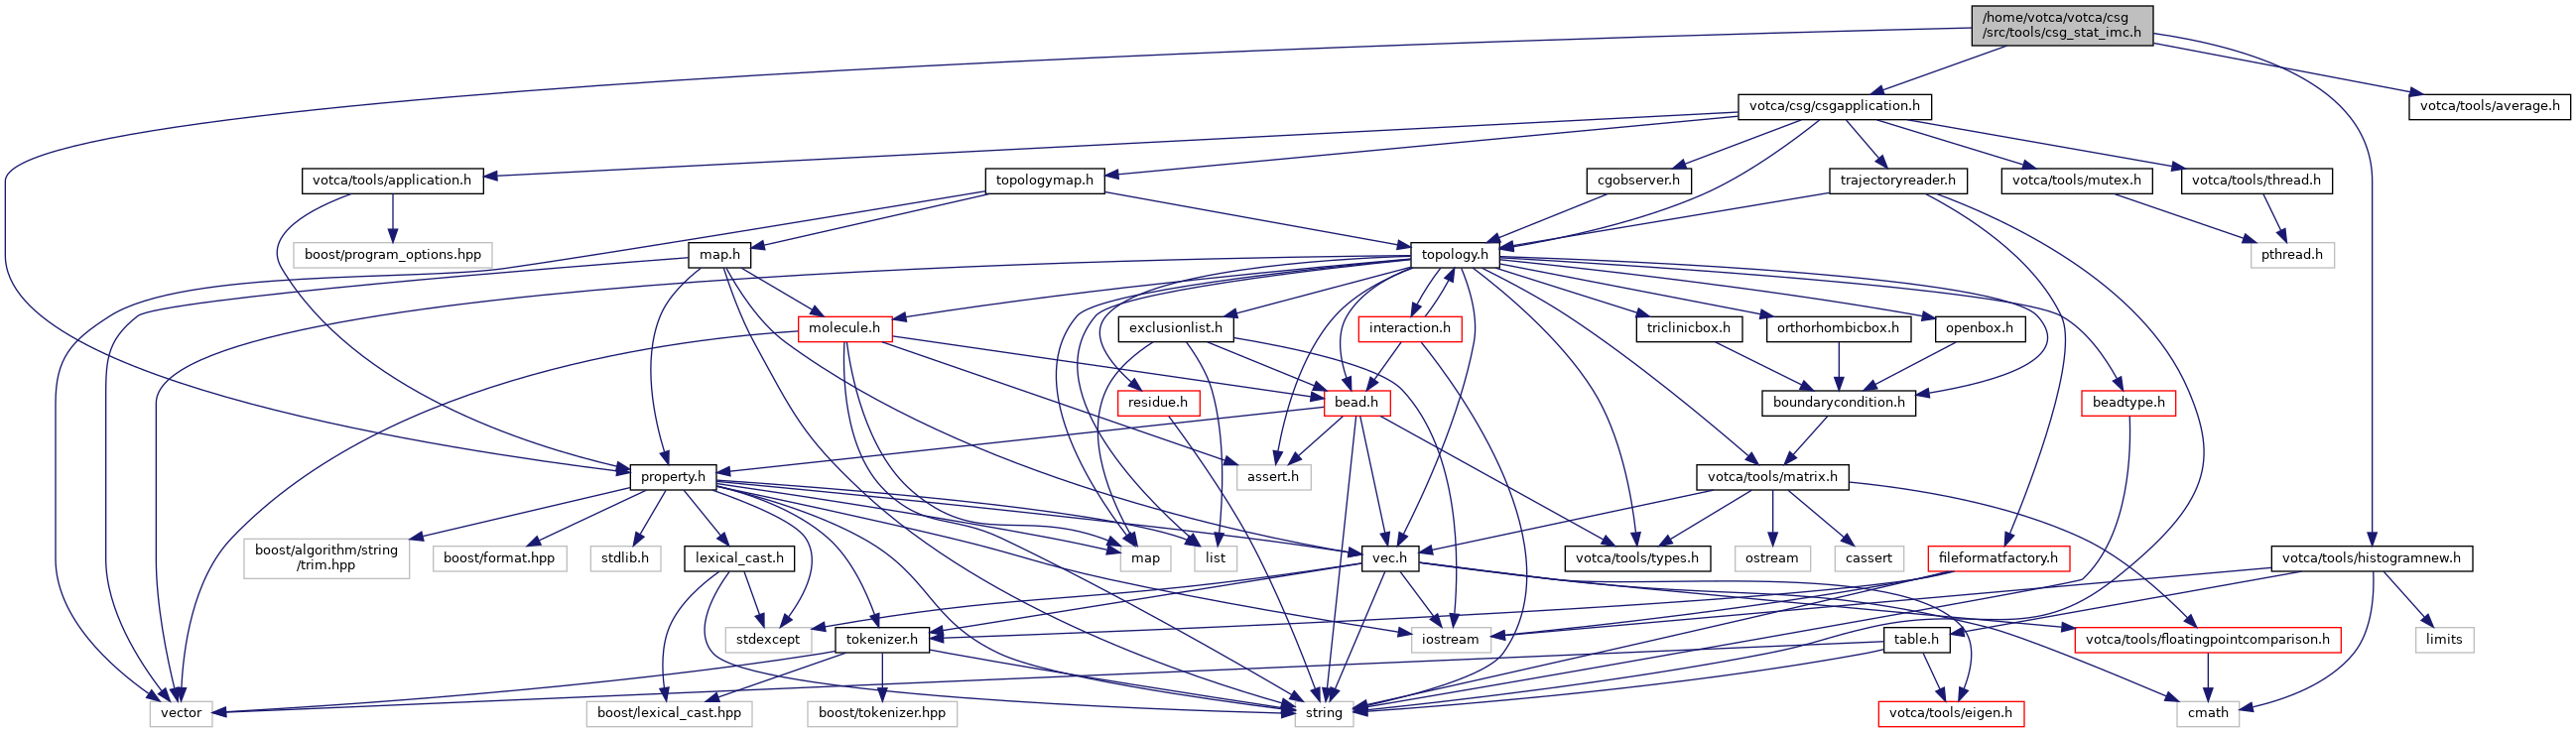 /home/votca/votca/csg
/src/tools/csg_stat_imc.h
votca/csg/csgapplication.h
votca/tools/average.h
votca/tools/application.h
topologymap.h
cgobserver.h
trajectoryreader.h
votca/tools/mutex.h
votca/tools/thread.h
boost/program_options.hpp
map.h
topology.h
pthread.h
molecule.h
exclusionlist.h
interaction.h
triclinicbox.h
orthorhombicbox.h
openbox.h
residue.h
bead.h
boundarycondition.h
beadtype.h
property.h
assert.h
votca/tools/matrix.h
boost/algorithm/string
/trim.hpp
boost/format.hpp
stdlib.h
lexical_cast.h
map
list
vec.h
votca/tools/types.h
ostream
cassert
fileformatfactory.h
votca/tools/histogramnew.h
stdexcept
tokenizer.h
iostream
table.h
votca/tools/floatingpointcomparison.h
limits
vector
boost/lexical_cast.hpp
boost/tokenizer.hpp
string
votca/tools/eigen.h
cmath